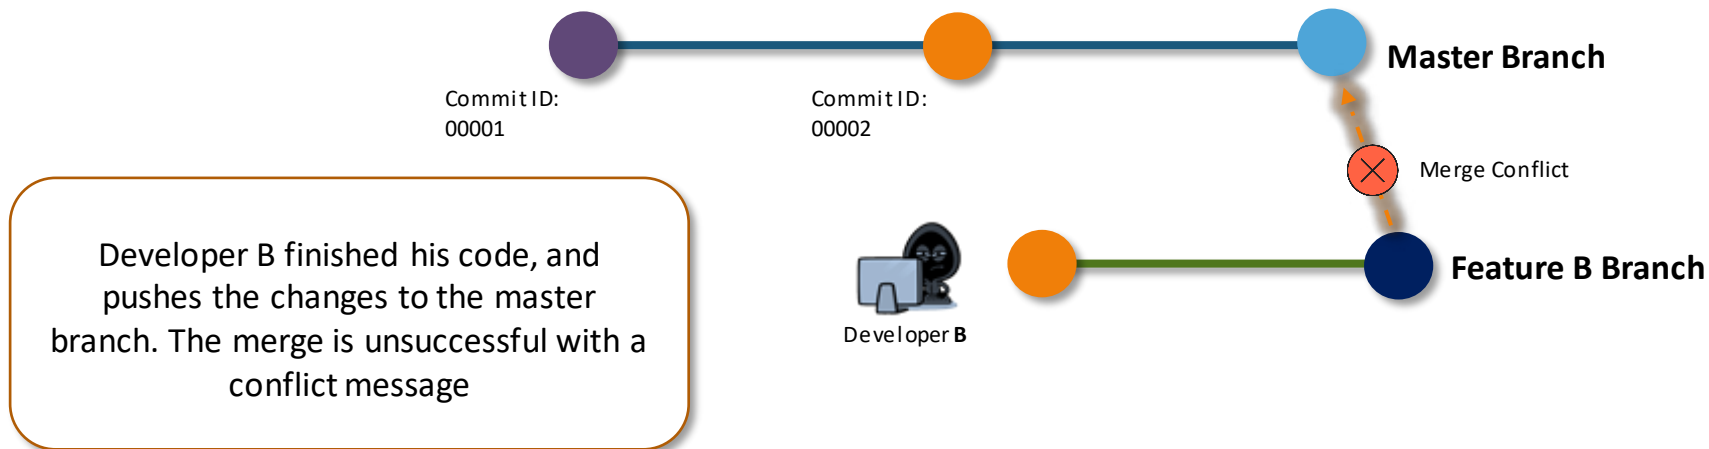 Master Branch
Commit ID:
00001
Commit ID:
00002
Merge Conflict
Developer B finished his code, and
pushes the changes to the master
branch. The merge is unsuccessful with a
conflict message
Feature B Branch
Developer B